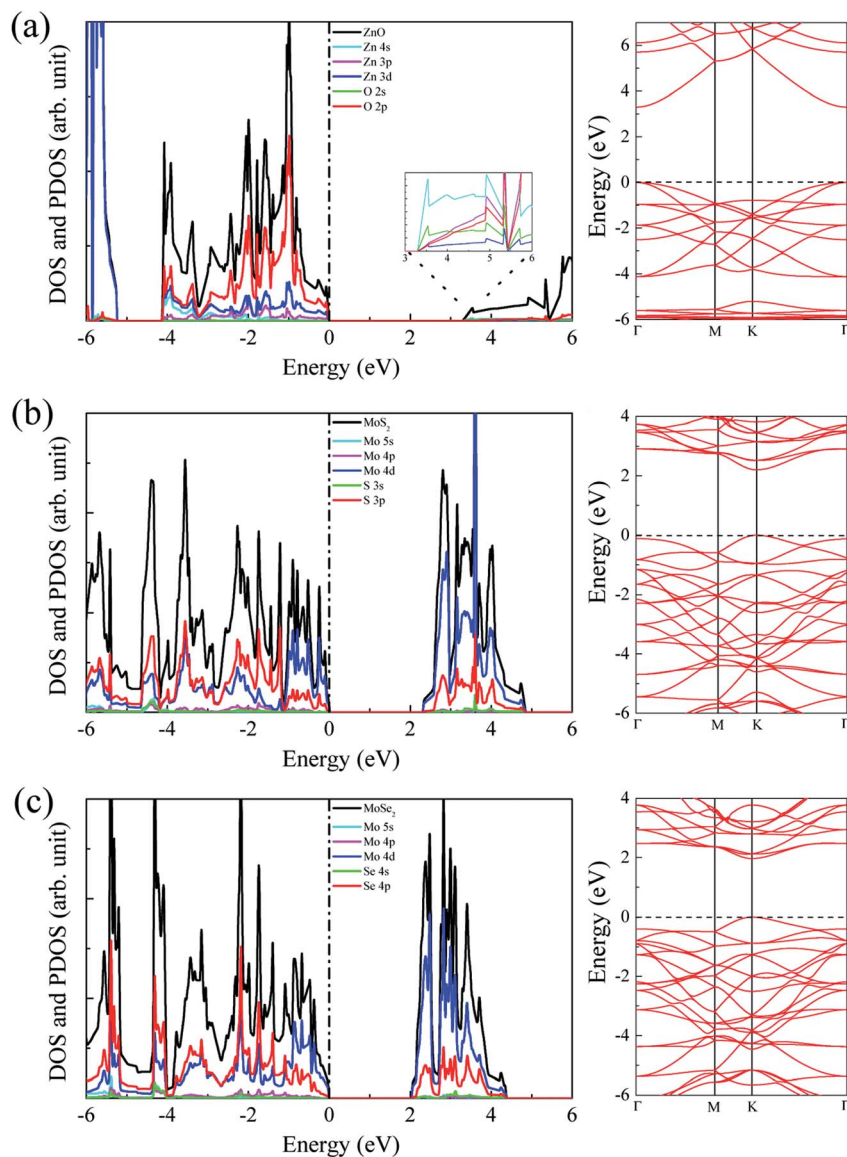 (a)
DOS and PDOS (arb. unit)
ZnO
Zn 4s
Zn 3p
Zn 3d
O 2s
O 2p
3 4 5 6
-6 -4 -2 0 2 4 6
Energy (eV)
Energy (eV)
6
4
2
0
-2
-4
-6
Γ M K Γ
(b)
DOS and PDOS (arb. unit)
MoS2
Mo 5s
Mo 4p
Mo 4d
S 3s
S 3p
-6 -4 -2 0 2 4 6
Energy (eV)
Energy (eV)
4
2
0
-2
-4
-6
Γ M K Γ
(c)
DOS and PDOS (arb. unit)
MoSe2
Mo 5s
Mo 4p
Mo 4d
Se 4s
Se 4p
-6 -4 -2 0 2 4 6
Energy (eV)
Energy (eV)
4
2
0
-2
-4
-6
Γ M K Γ